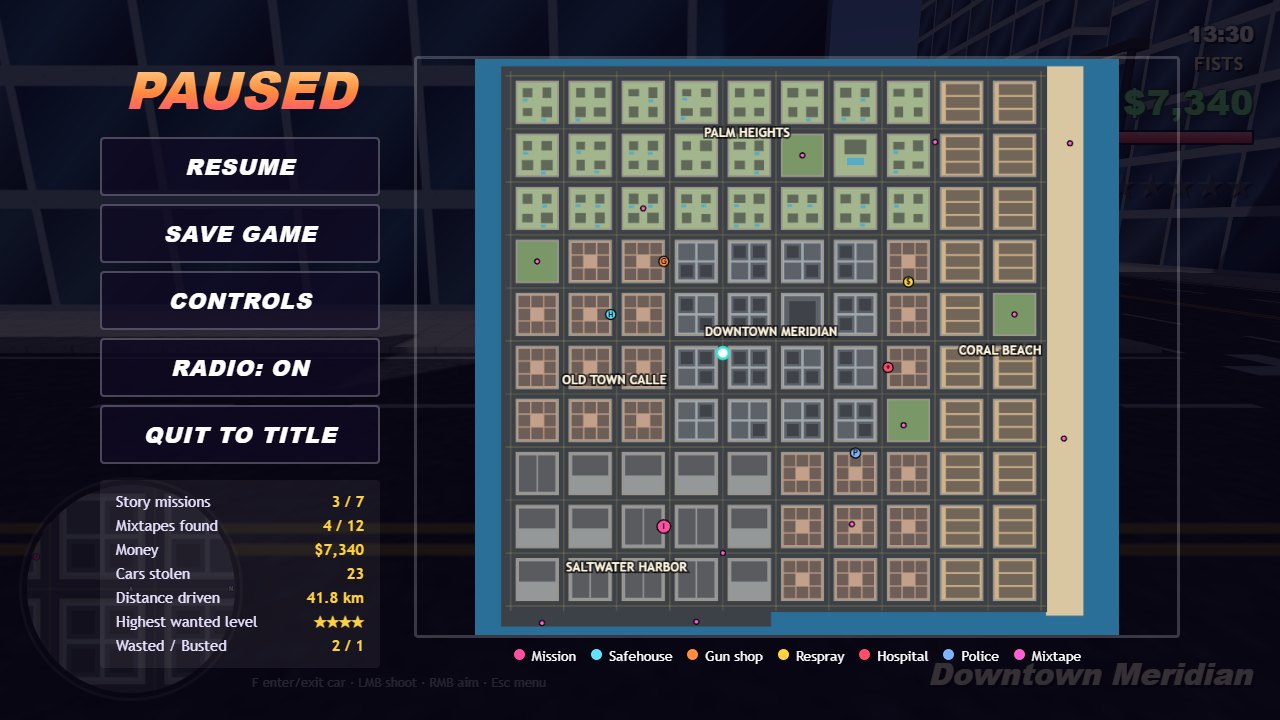 PAUSED
RESUME
SAVE GAME
CONTROLS
RADIO: ON
QUIT TO TITLE
Story missions 3 / 7
Mixtapes found 4 / 12
Money $7,340
Cars stolen 23
Distance driven 41.8 km
Highest wanted level ★★★★
Wasted / Busted 2 / 1
F enter/exit car · LMB shoot · RMB aim · Esc menu
PALM HEIGHTS
G
$
H
DOWNTOWN MERIDIAN
CORAL BEACH
OLD TOWN CALLE
P
I
SALTWATER HARBOR
Mission Safehouse Gun shop Respray Hospital Police Mixtape
13:30
FISTS
$7,340
★★★★★
Downtown Meridian